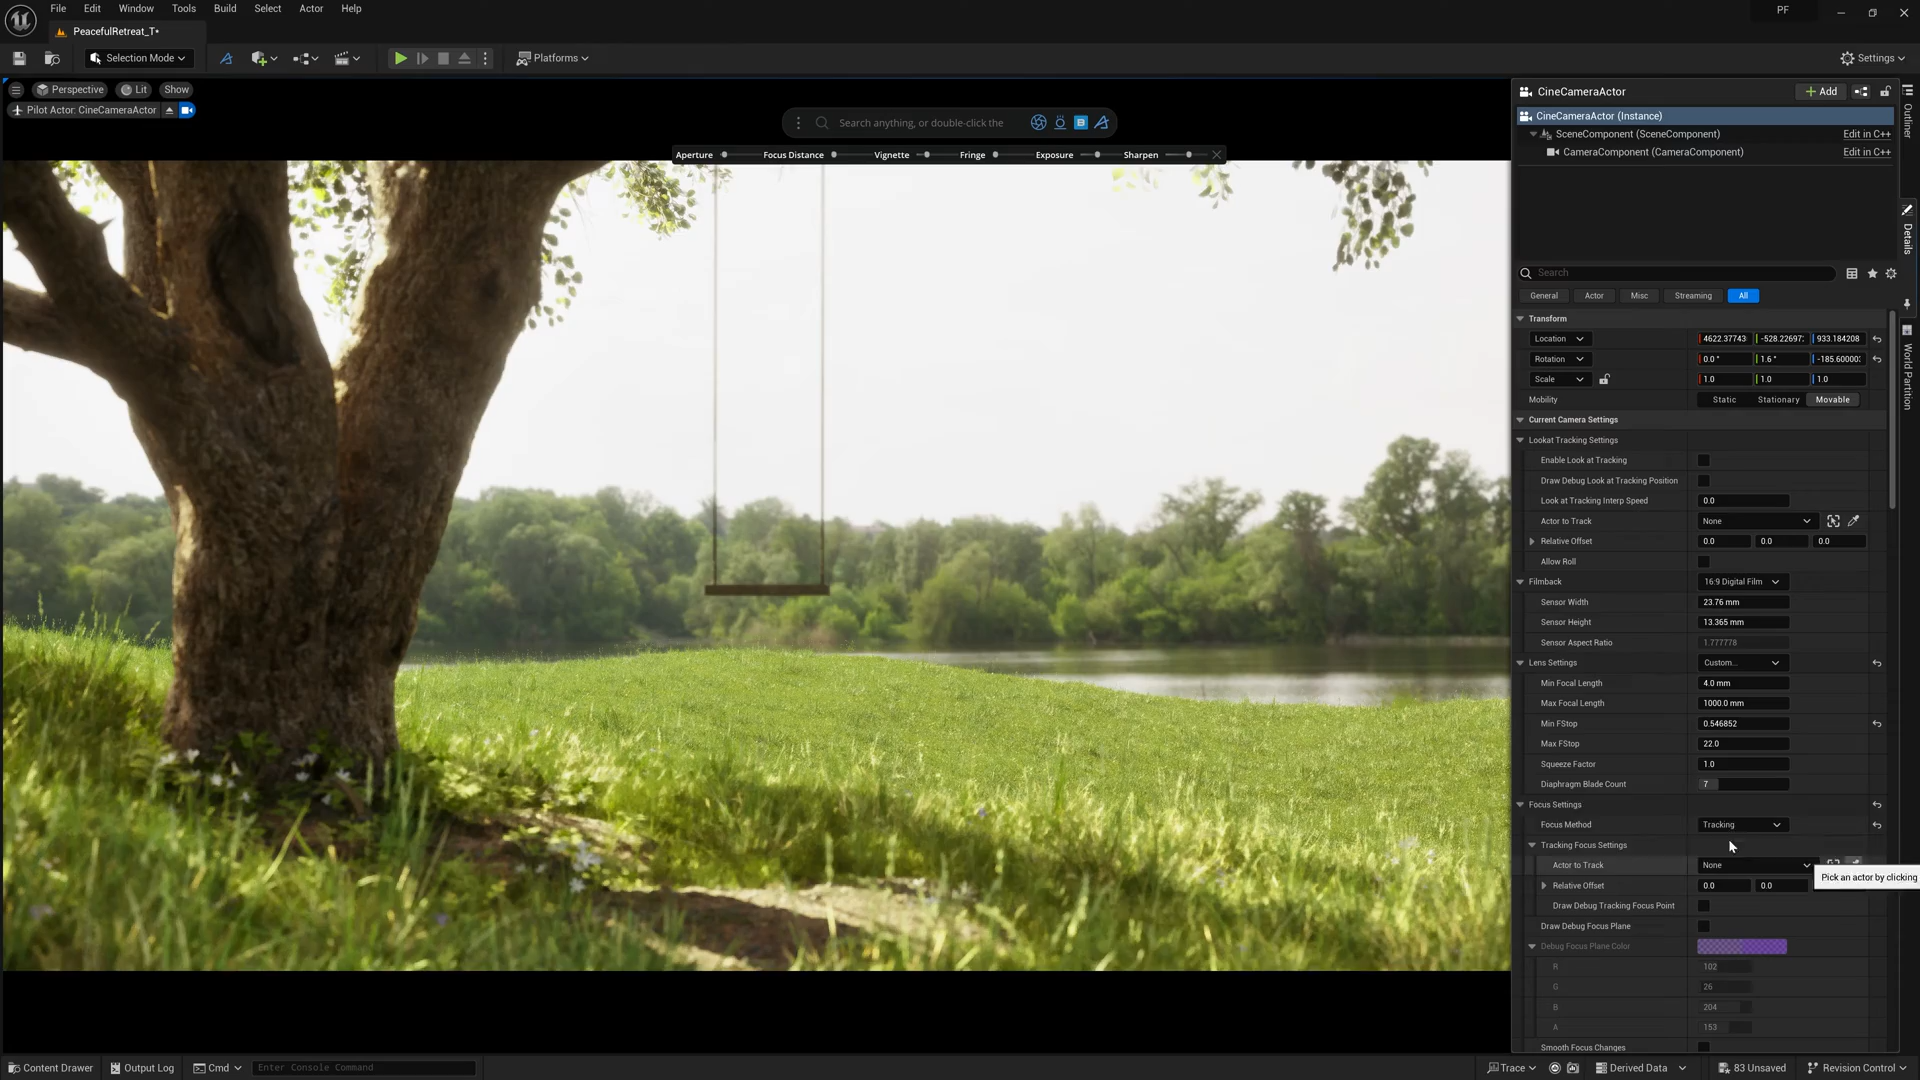 File Edit Window Tools Build Select Actor Help
PF
PeacefulRetreat_T•
Selection Mode
Platforms
Settings
Perspective Lit Show
Pilot Actor: CineCameraActor
Search anything, or double-click the
Aperture Focus Distance Vignette Fringe Exposure Sharpen
CineCameraActor
Add
CineCameraActor (Instance)
SceneComponent (SceneComponent) Edit in C++
CameraComponent (CameraComponent) Edit in C++
Outliner
Details
World Partition
Search
General Actor Misc Streaming All
Transform
Location 4622.37743 -528.22697 933.184208
Rotation 0.0 ° 1.6 ° -185.60000
Scale 1.0 1.0 1.0
Mobility Static Stationary Movable
Current Camera Settings
Lookat Tracking Settings
Enable Look at Tracking
Draw Debug Look at Tracking Position
Look at Tracking Interp Speed 0.0
Actor to Track None
Relative Offset 0.0 0.0 0.0
Allow Roll
Filmback 16:9 Digital Film
Sensor Width 23.76 mm
Sensor Height 13.365 mm
Sensor Aspect Ratio 1.777778
Lens Settings Custom...
Min Focal Length 4.0 mm
Max Focal Length 1000.0 mm
Min FStop 0.546852
Max FStop 22.0
Squeeze Factor 1.0
Diaphragm Blade Count 7
Focus Settings
Focus Method Tracking
Tracking Focus Settings
Actor to Track None
Pick an actor by clicking
Relative Offset 0.0 0.0
Draw Debug Tracking Focus Point
Draw Debug Focus Plane
Debug Focus Plane Color
R 102
G 26
B 204
A 153
Smooth Focus Changes
Content Drawer Output Log Cmd Enter Console Command
Trace Derived Data 83 Unsaved Revision Control